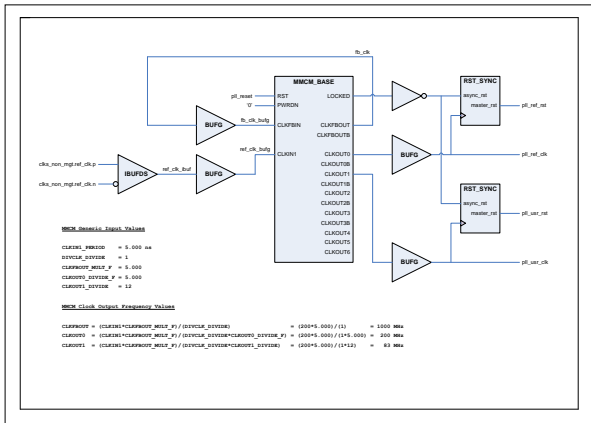 fb_clk
MMCM_BASE
RST_SYNC
pll_reset
RST
LOCKED
async_rst
'0'
PWRDN
master_rst
pll_ref_rst
BUFG
fb_clk_bufg
CLKFBIN
CLKFBOUT
CLKFBOUTB
ref_clk_bufg
CLKIN1
CLKOUT0
BUFG
pll_ref_clk
clks_non_mgt.ref_clk.p
IBUFDS
ref_clk_ibuf
BUFG
CLKOUT0B
CLKOUT1
clks_non_mgt.ref_clk.n
CLKOUT1B
RST_SYNC
CLKOUT2
CLKOUT2B
async_rst
CLKOUT3
master_rst
pll_usr_rst
CLKOUT3B
CLKOUT4
CLKOUT5
CLKOUT6
BUFG
pll_usr_clk
MMCM Generic Input Values
CLKIN1_PERIOD = 5.000 ns
DIVCLK_DIVIDE = 1
CLKFBOUT_MULT_F = 5.000
CLKOUT0_DIVIDE_F = 5.000
CLKOUT1_DIVIDE = 12
MMCM Clock Output Frequency Values
CLKFBOUT = (CLKIN1*CLKFBOUT_MULT_F)/(DIVCLK_DIVIDE) = (200*5.000)/(1) = 1000 MHz
CLKOUT0 = (CLKIN1*CLKFBOUT_MULT_F)/(DIVCLK_DIVIDE*CLKOUT0_DIVIDE_F) = (200*5.000)/(1*5.000) = 200 MHz
CLKOUT1 = (CLKIN1*CLKFBOUT_MULT_F)/(DIVCLK_DIVIDE*CLKOUT1_DIVIDE) = (200*5.000)/(1*12) = 83 MHz